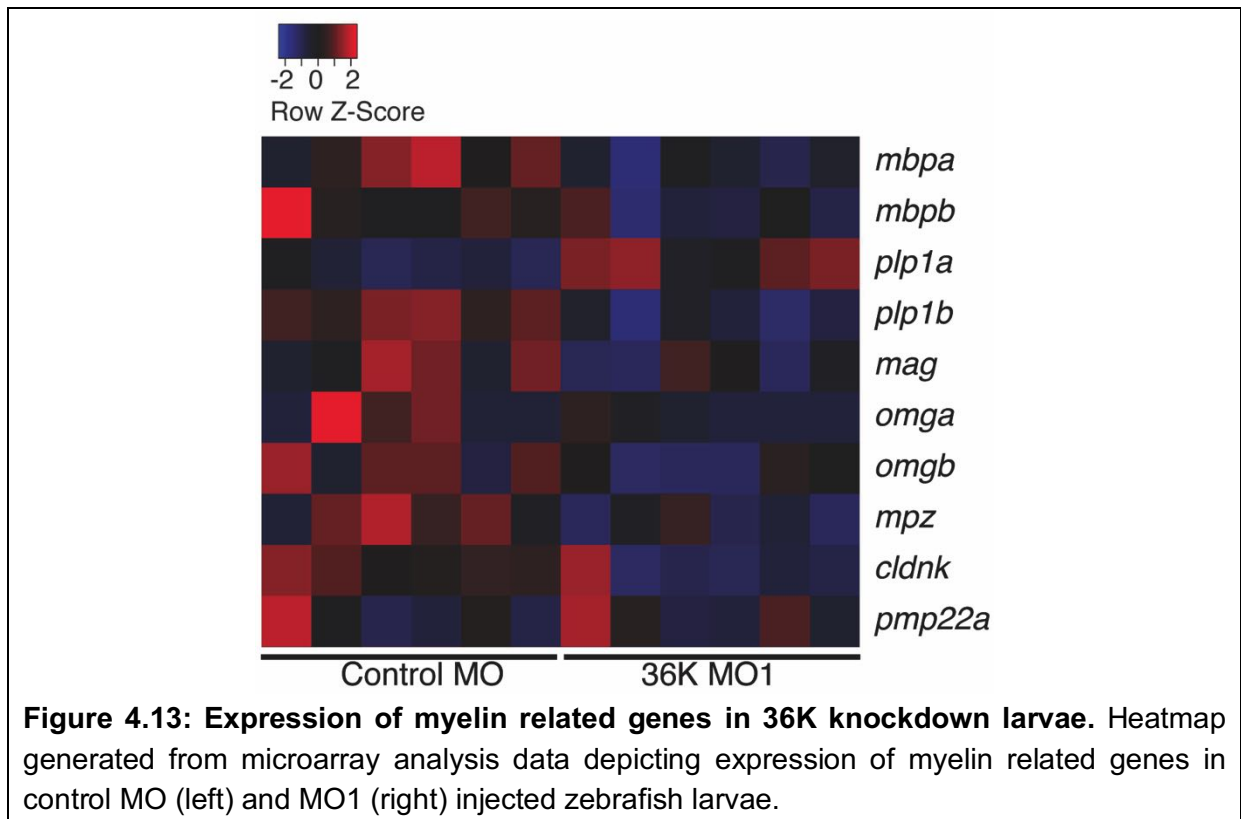 -2 0 2
Row Z-Score
mbpa
mbpb
plp1a
plp1b
mag
omga
omgb
mpz
cldnk
pmp22a
Control MO 36K MO1
Figure 4.13: Expression of myelin related genes in 36K knockdown larvae. Heatmap
generated from microarray analysis data depicting expression of myelin related genes in
control MO (left) and MO1 (right) injected zebrafish larvae.